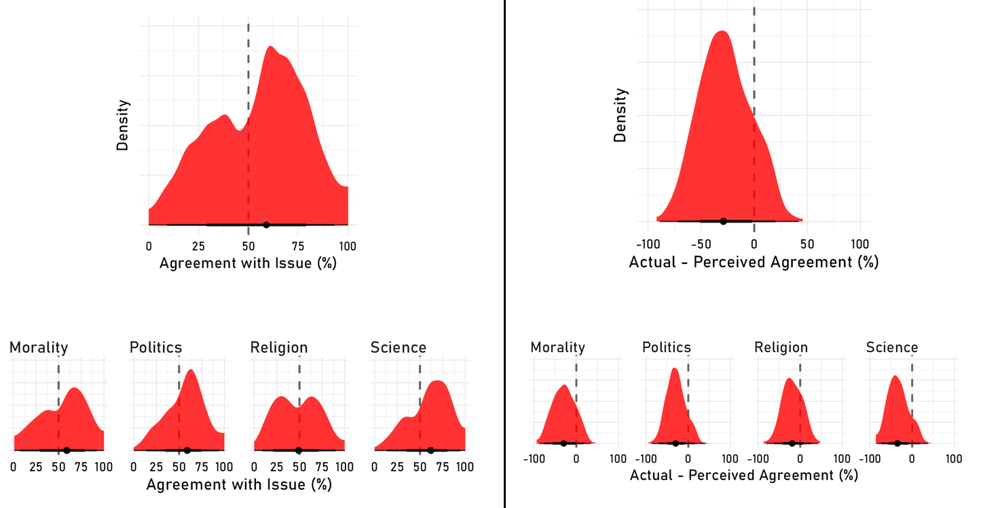 Density
0 25 50 75 100
Agreement with Issue (%)
Morality Politics Religion Science
0 25 50 75 100 0 25 50 75 100 0 25 50 75 100 0 25 50 75 100
Agreement with Issue (%)
Density
-100 -50 0 50 100
Actual - Perceived Agreement (%)
Morality Politics Religion Science
-100 0 100 -100 0 100 -100 0 100 -100 0 100
Actual - Perceived Agreement (%)